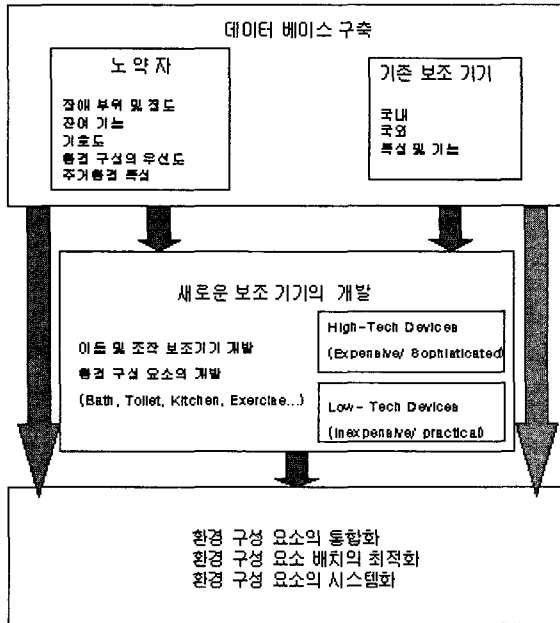 데이터 베이스 구축
노 약 자
장애 부위 및 정도
잔여 기능
기호도
환경 구성의 우선도
주거환경 특성
기존 보조 기기
국내
국외
특성 및 기능
새로운 보조 기기의 개발
이동 및 조작 보조기기 개발
환경 구성 요소의 개발
(Bath, Toilet, Kitchen, Exercise...)
High-Tech Devices
(Expensive/ Sophisticated)
Low- Tech Devices
(Inexpensive/ practical)
환경 구성 요소의 통합화
환경 구성 요소 배치의 최적화
환경 구성 요소의 시스템화